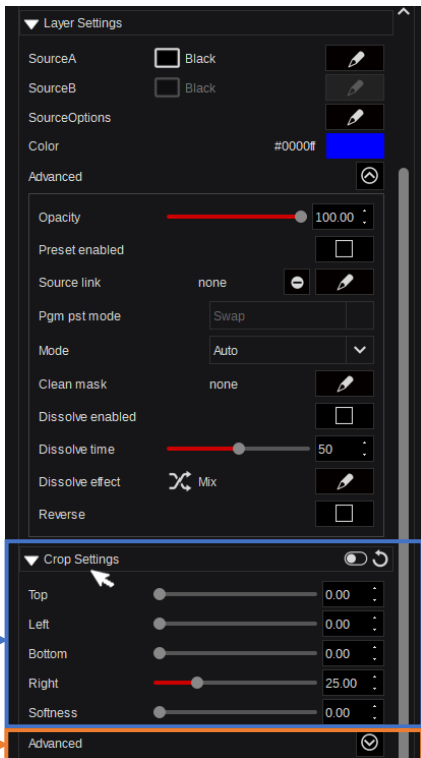 Layer Settings
SourceA Black
SourceB Black
SourceOptions
Color #0000ff
Advanced
Opacity 100.00
Preset enabled
Source link none
Pgm pst mode Swap
Mode Auto
Clean mask none
Dissolve enabled
Dissolve time 50
Dissolve effect Mix
Reverse
Crop Settings
Top 0.00
Left 0.00
Bottom 0.00
Right 25.00
Softness 0.00
Advanced